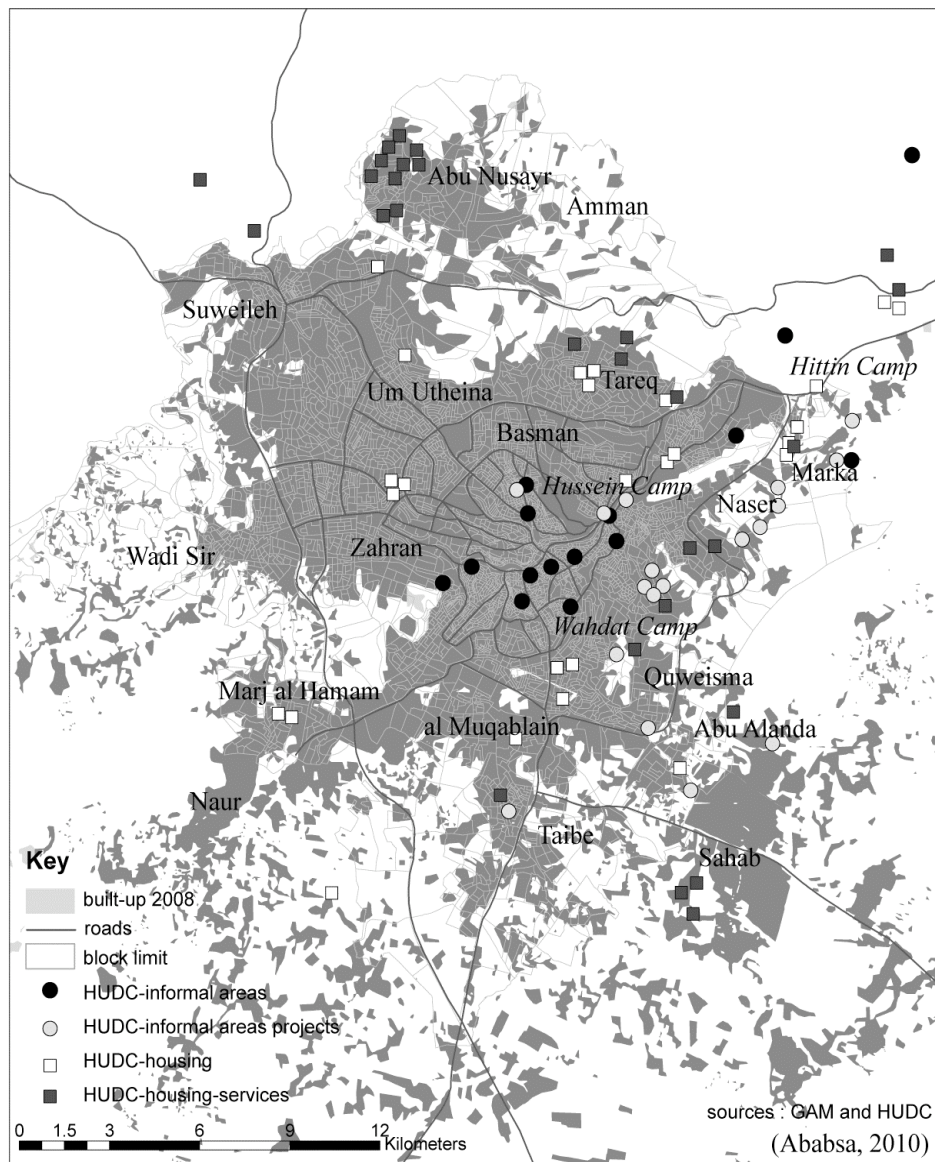 Abu Nusayr
Amman
Suweileh
Hittin Camp
Um Utheina
Tareq
Basman
Marka
Hussein Camp
Naser
Zahran
Wadi Sir
Wahdat Camp
Quweisma
Marj al Hamam
al Muqablain
Abu Alanda
Naur
Taibe
Sahab
Key
built-up 2008
roads
block limit
HUDC-informal areas
HUDC-informal areas projects
HUDC-housing
HUDC-housing-services
sources : GAM and HUDC
(Ababsa, 2010)
0 1.5 3 6 9 12
Kilometers